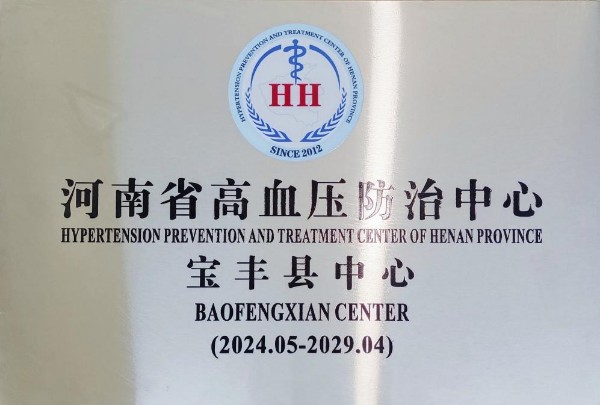 HYPERTENSION PREVENTION AND TREATMENT CENTER OF HENAN PROVINCE
HH
SINCE 2012
河南省高血压防治中心
HYPERTENSION PREVENTION AND TREATMENT CENTER OF HENAN PROVINCE
宝丰县中心
BAOFENGXIAN CENTER
(2024.05-2029.04)